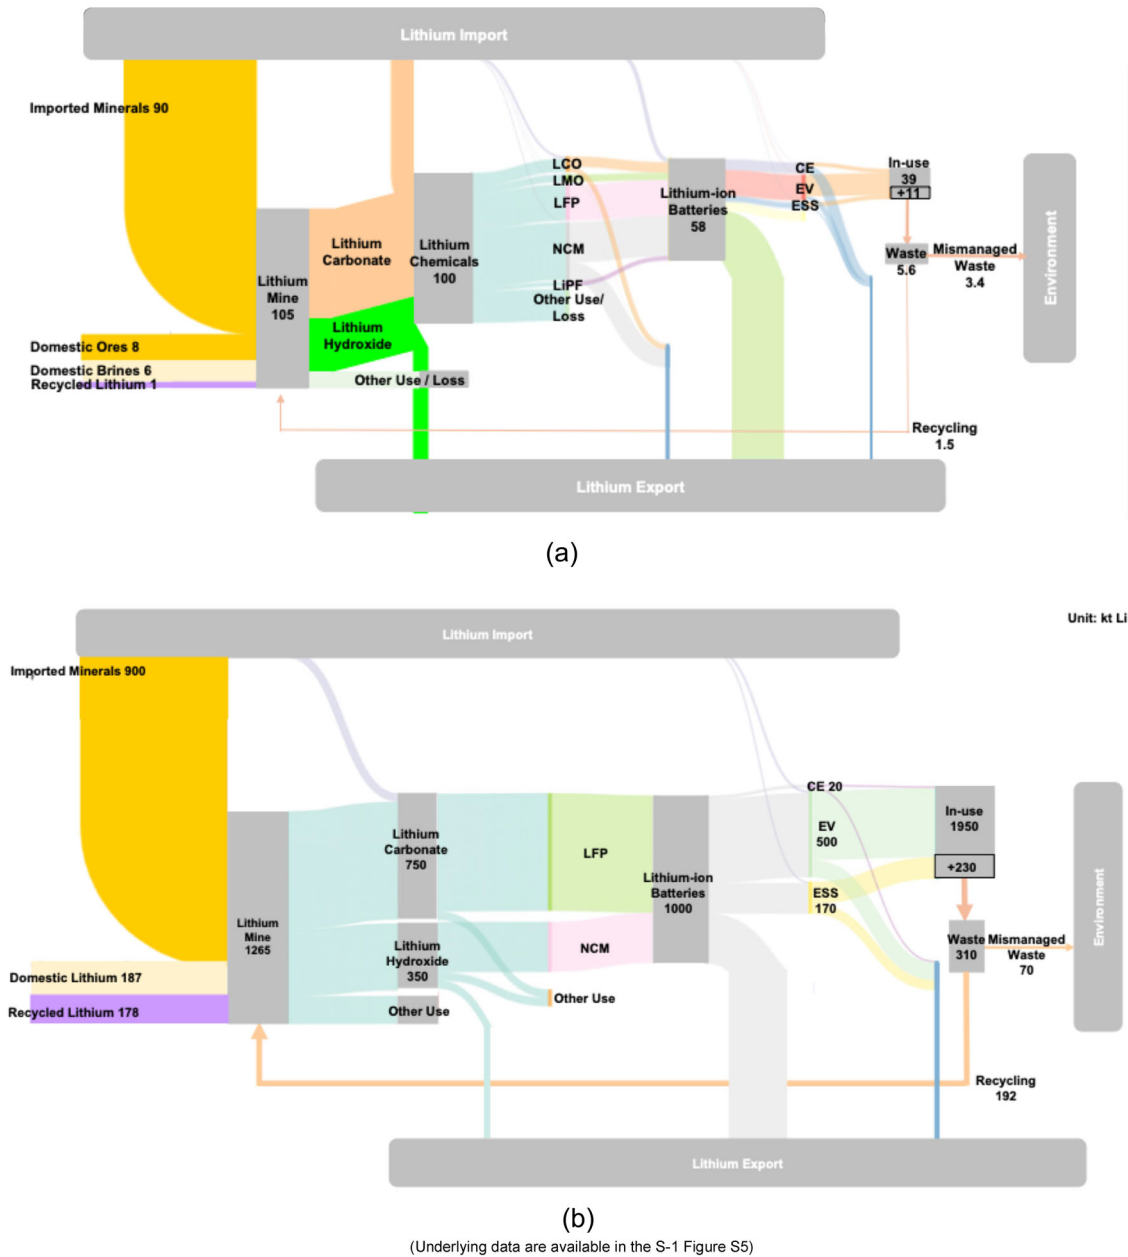 Lithium Import
Imported Minerals 90
Lithium
Carbonate
Lithium
Hydroxide
Lithium
Mine
105
Domestic Ores 8
Domestic Brines 6
Recycled Lithium 1
Other Use / Loss
Lithium
Chemicals
100
LCO
LMO
LFP
NCM
LiPF
Other Use/
Loss
Lithium-ion
Batteries
58
CE
EV
ESS
In-use
39
+11
Waste
5.6
Mismanaged
Waste
3.4
Environment
Recycling
1.5
Lithium Export
(a)
Unit: kt Li
Lithium Import
Imported Minerals 900
Lithium
Mine
1265
Domestic Lithium 187
Recycled Lithium 178
Lithium
Carbonate
750
Lithium
Hydroxide
350
Other Use
LFP
NCM
Other Use
Lithium-ion
Batteries
1000
CE 20
EV
500
ESS
170
In-use
1950
+230
Waste
310
Mismanaged
Waste
70
Environment
Recycling
192
Lithium Export
(b)
(Underlying data are available in the S-1 Figure S5)